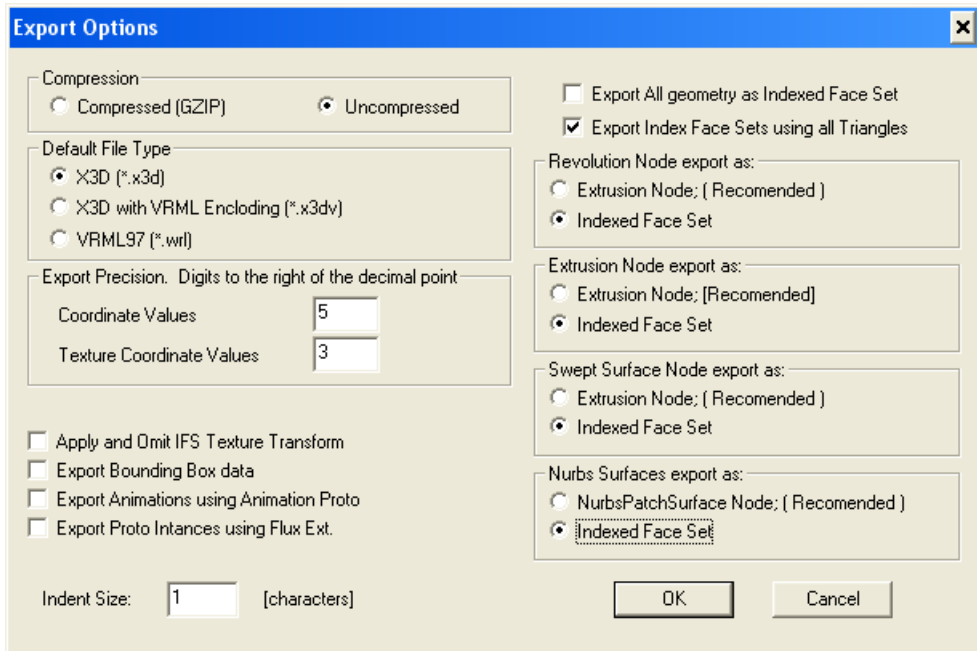 Export Options
Compression
Compressed (GZIP)
Uncompressed
Default File Type
X3D (*.x3d)
X3D with VRML Encloding (*.x3dv)
VRML97 (*.wrl)
Export Precision. Digits to the right of the decimal point
Coordinate Values
5
Texture Coordinate Values
3
Apply and Omit IFS Texture Transform
Export Bounding Box data
Export Animations using Animation Proto
Export Proto Intances using Flux Ext.
Indent Size:
1
[characters]
Export All geometry as Indexed Face Set
Export Index Face Sets using all Triangles
Revolution Node export as:
Extrusion Node; ( Recomended )
Indexed Face Set
Extrusion Node export as:
Extrusion Node; [Recomended]
Indexed Face Set
Swept Surface Node export as:
Extrusion Node; ( Recomended )
Indexed Face Set
Nurbs Surfaces export as:
NurbsPatchSurface Node; ( Recomended )
Indexed Face Set
OK
Cancel